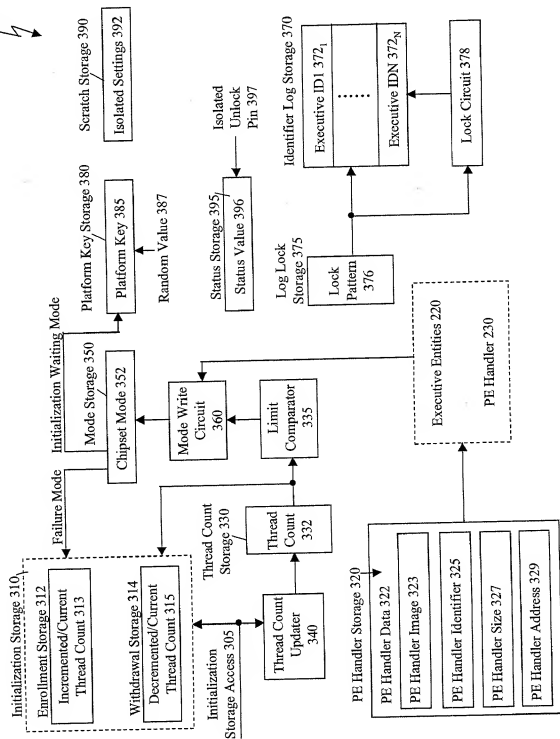 Initialization Storage 310
Enrollment Storage 312
Incremented/Current
Thread Count 313
Withdrawal Storage 314
Decremented/Current
Thread Count 315
Failure Mode
Initialization Waiting Mode
Mode Storage 350
Chipset Mode 352
Platform Key Storage 380
Platform Key 385
Random Value 387
Scratch Storage 390
Isolated Settings 392
Initialization
Storage Access 305
Thread Count
Updater
340
Thread Count
Storage 330
Thread
Count
332
Limit
Comparator
335
Mode Write
Circuit
360
Status Storage 395
Status Value 396
Isolated
Unlock
Pin 397
PE Handler Storage 320
PE Handler Data 322
PE Handler Image 323
PE Handler Identifier 325
PE Handler Size 327
PE Handler Address 329
Executive Entities 220
PE Handler 230
Log Lock
Storage 375
Lock
Pattern
376
Identifier Log Storage 370
Executive ID1 372₁
......
Executive IDN 372N
Lock Circuit 378